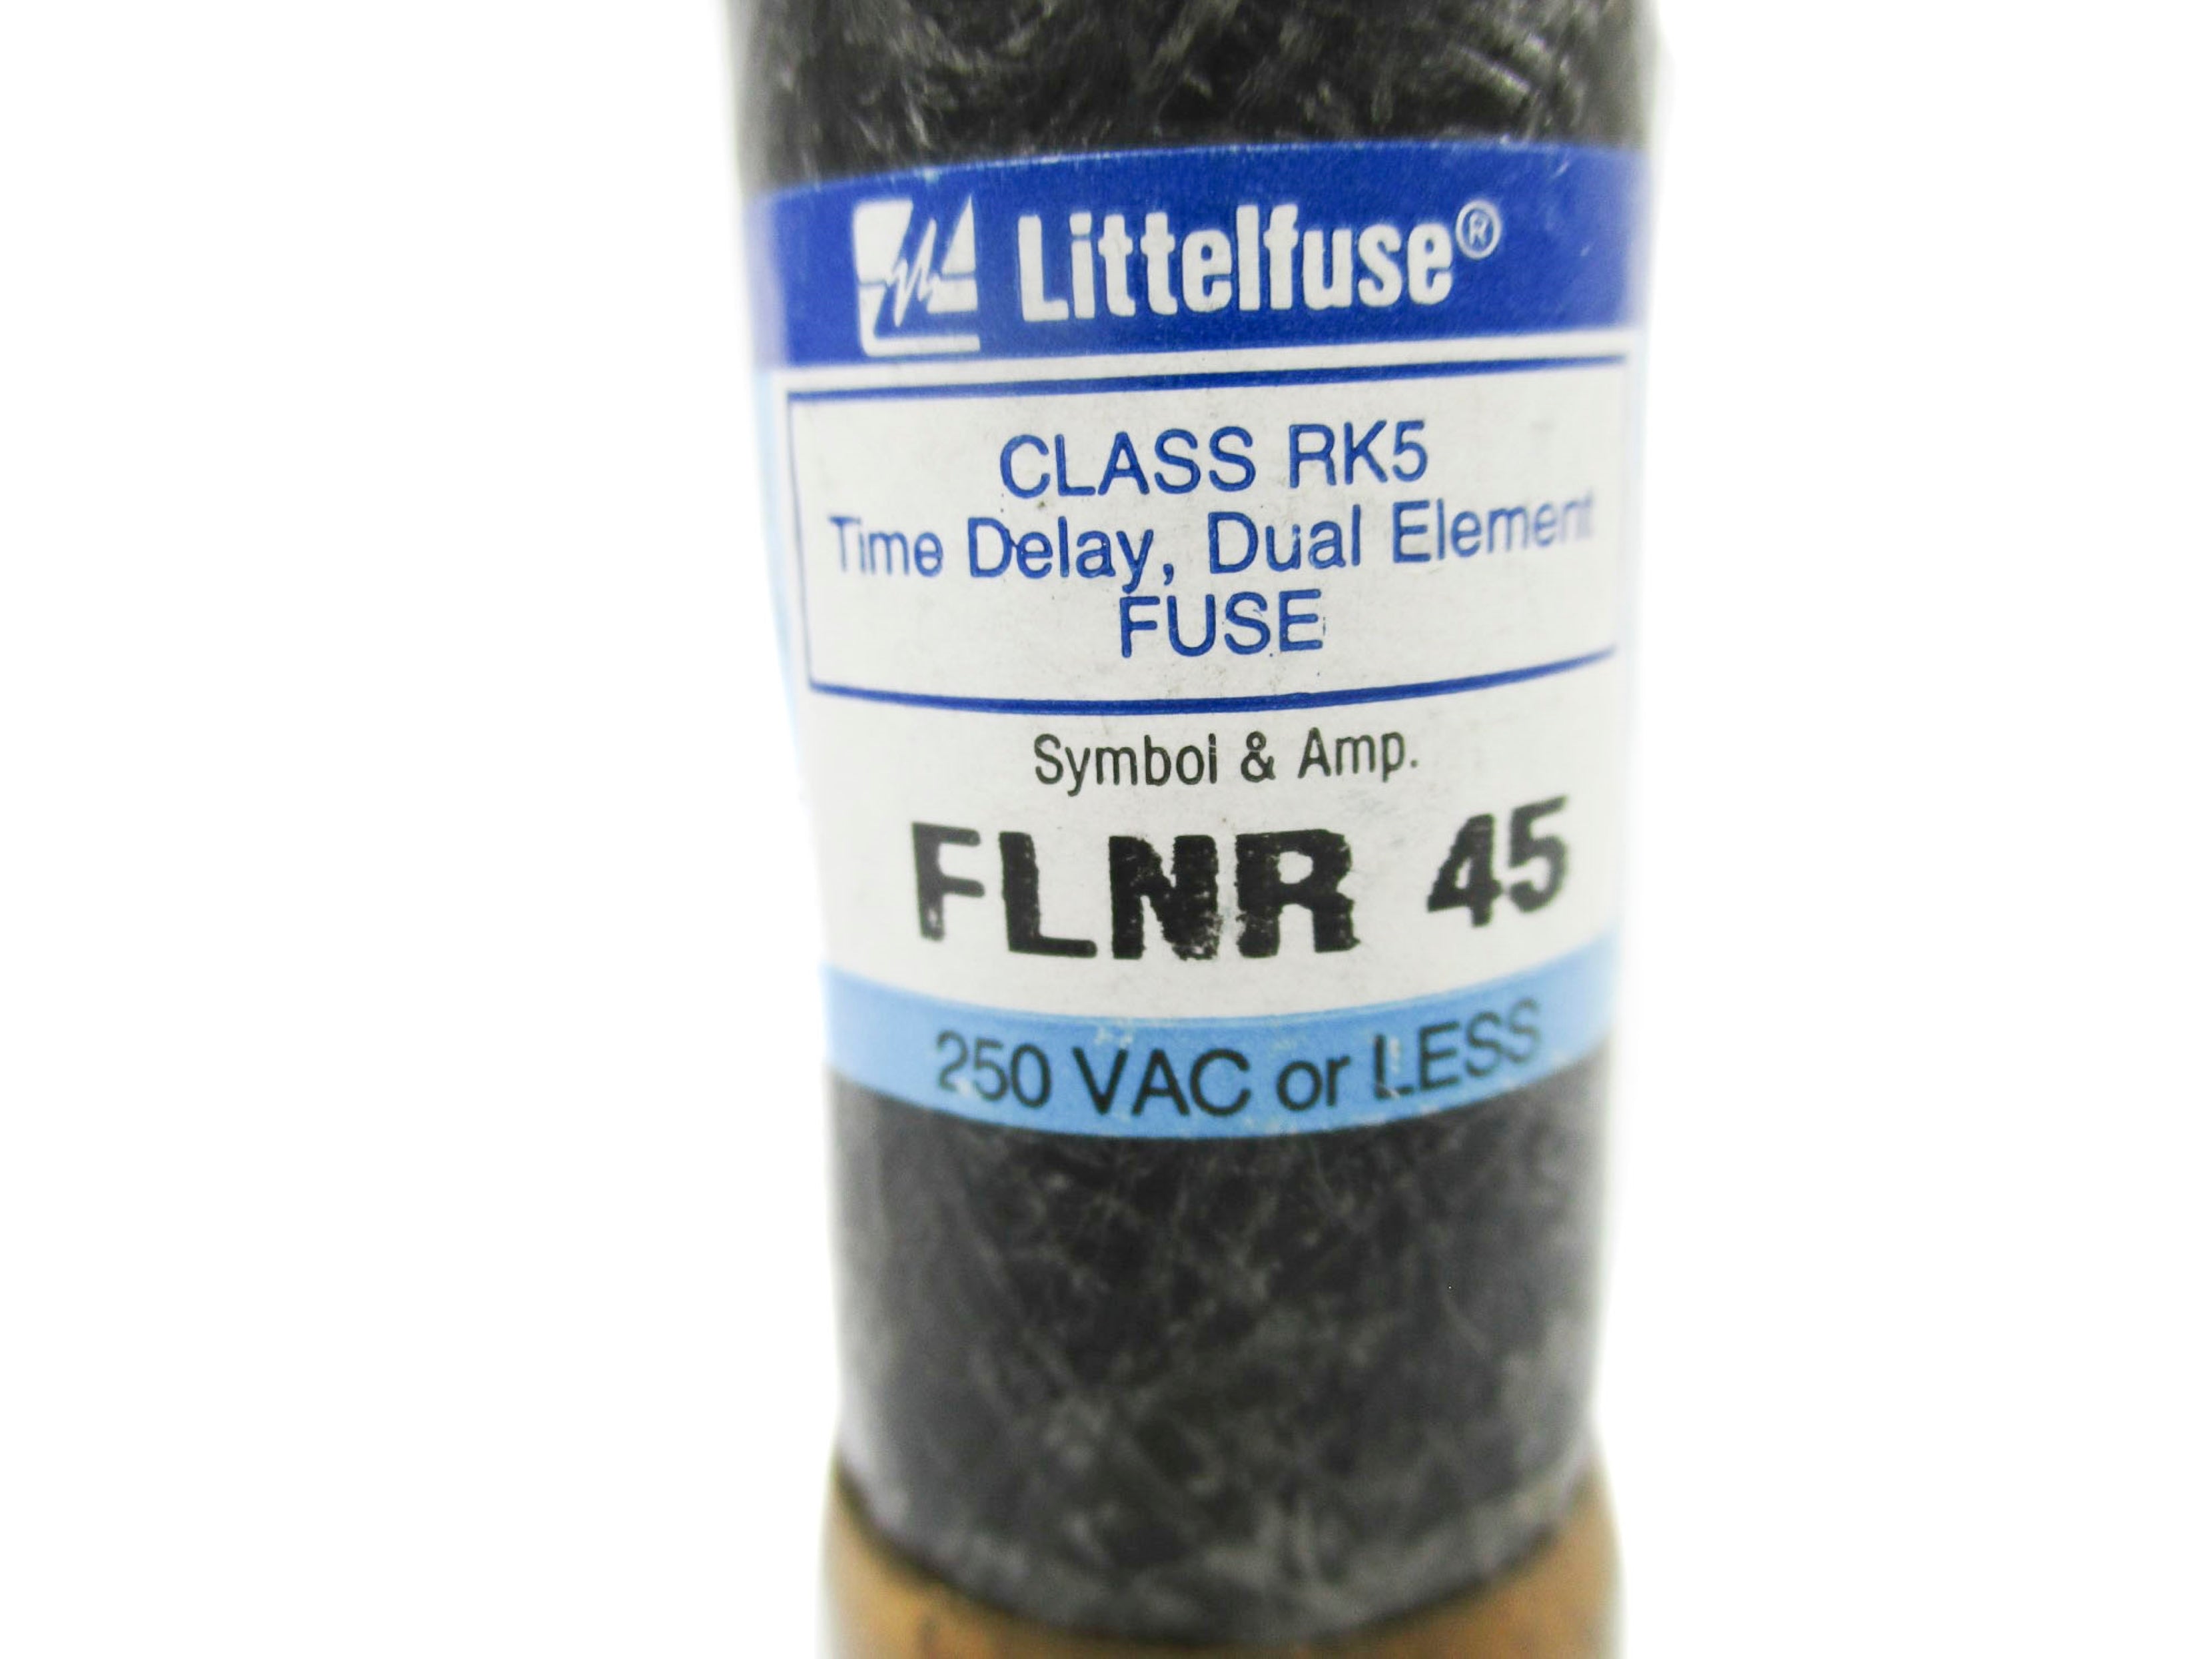 Littelfuse®
CLASS RK5
Time Delay, Dual Element
FUSE
Symbol & Amp.
FLNR 45
250 VAC or LESS